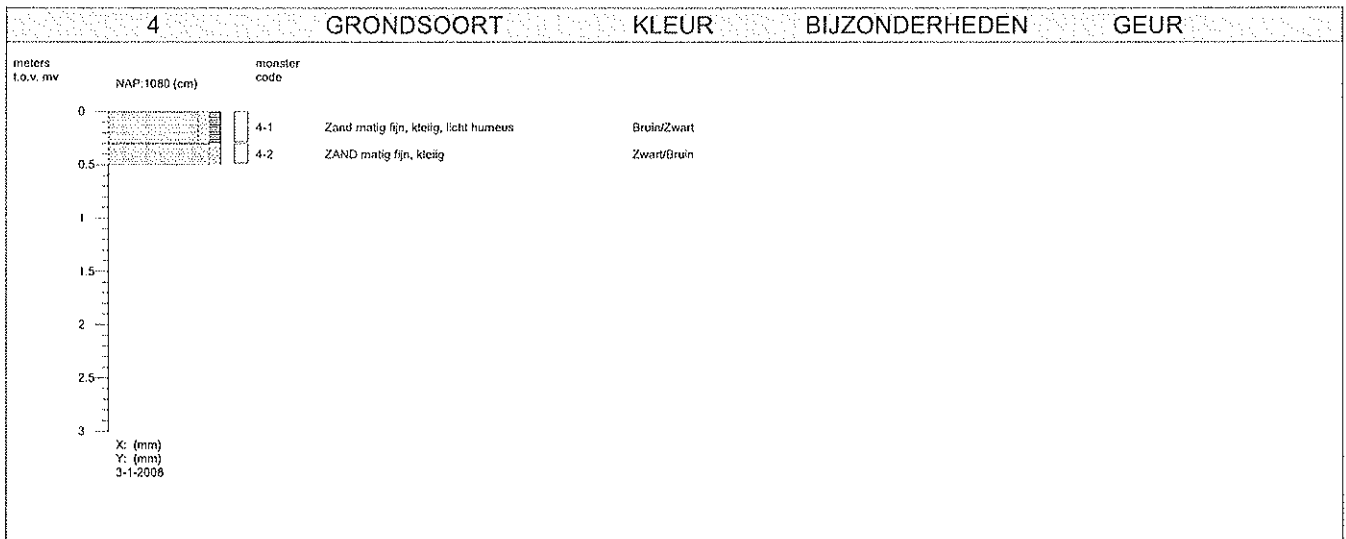 4 GRONDSOORT KLEUR BIJZONDERHEDEN GEUR
meters monster
t.o.v. mv code
NAP:1080 (cm)
0
4-1 Zand matig fijn, kleiig, licht humeus Bruin/Zwart
4-2 ZAND matig fijn, kleiig Zwart/Bruin
0.5
1
1.5
2
2.5
3
X: (mm)
Y: (mm)
3-1-2008